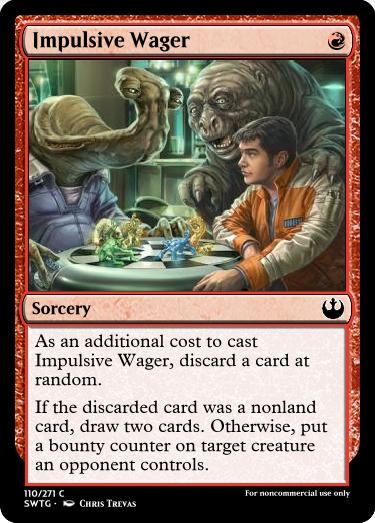 Impulsive Wager
Sorcery
As an additional cost to cast
Impulsive Wager, discard a card at
random.
If the discarded card was a nonland
card, draw two cards. Otherwise, put
a bounty counter on target creature
an opponent controls.
110/271 C
For noncommercial use only
SWTG · Chris Trevas